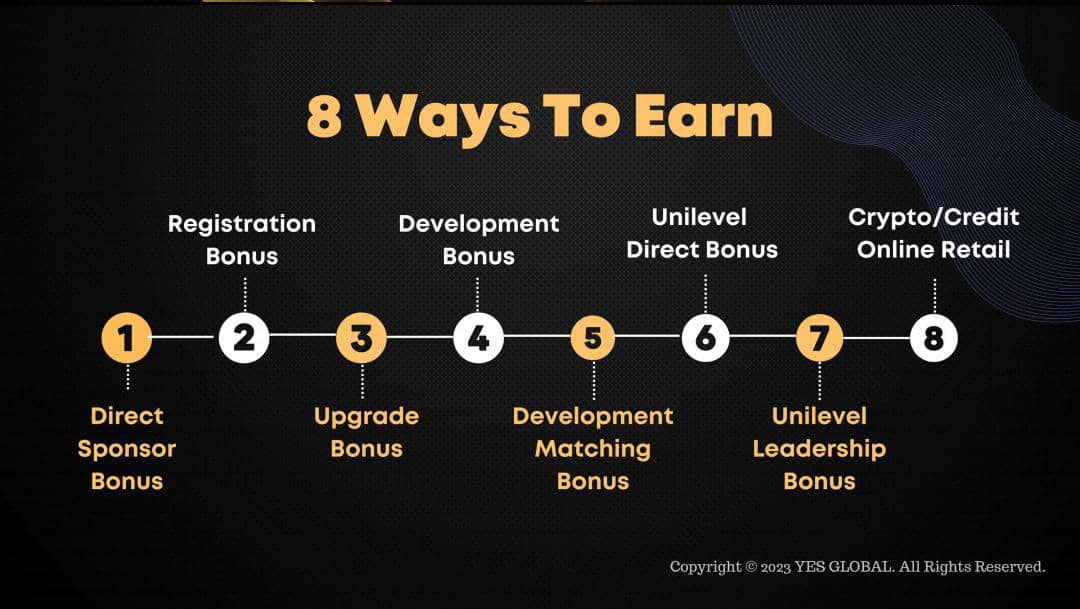 8 Ways To Earn
Registration
Bonus
Development
Bonus
Unilevel
Direct Bonus
Crypto/Credit
Online Retail
1
2
3
4
5
6
7
8
Direct
Sponsor
Bonus
Upgrade
Bonus
Development
Matching
Bonus
Unilevel
Leadership
Bonus
Copyright © 2023 YES GLOBAL. All Rights Reserved.